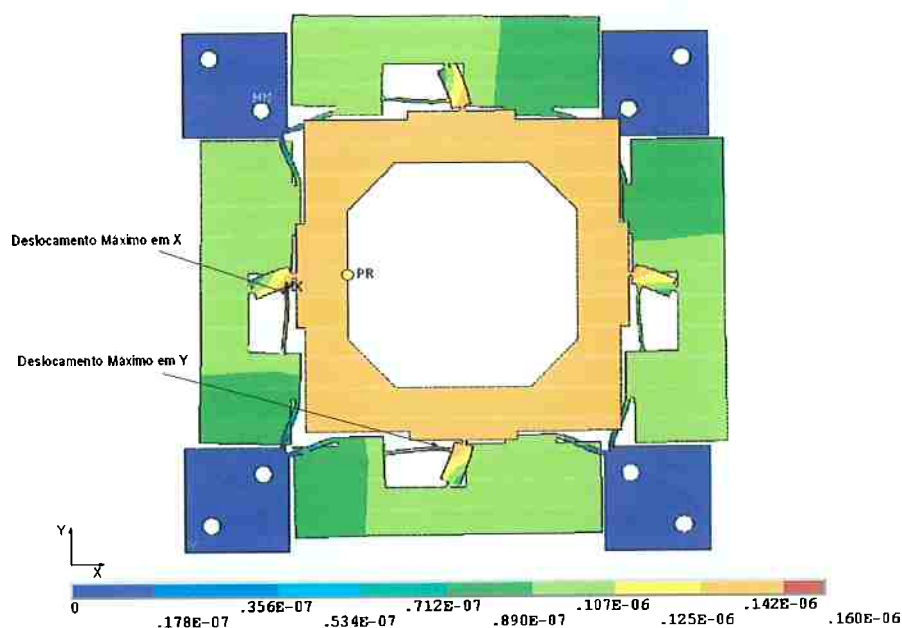 MN
Deslocamento Máximo em X
MX
PR
Deslocamento Máximo em Y
Y
X
0 .356E-07 .712E-07 .107E-06 .142E-06
.178E-07 .534E-07 .890E-07 .125E-06 .160E-06